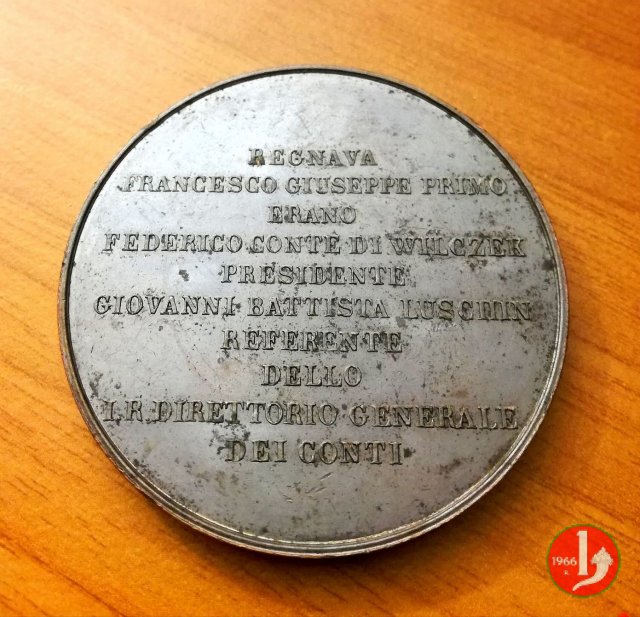 REGNAVA
FRANCESCO GIUSEPPE PRIMO
ERANO
FEDERICO CONTE DI WILCZEK
PRESIDENTE
GIOVANNI BATTISTA LUSCHIN
REFERENTE
DELLO
I.R.DIRETTORIO GENERALE
DEI CONTI
1966
R